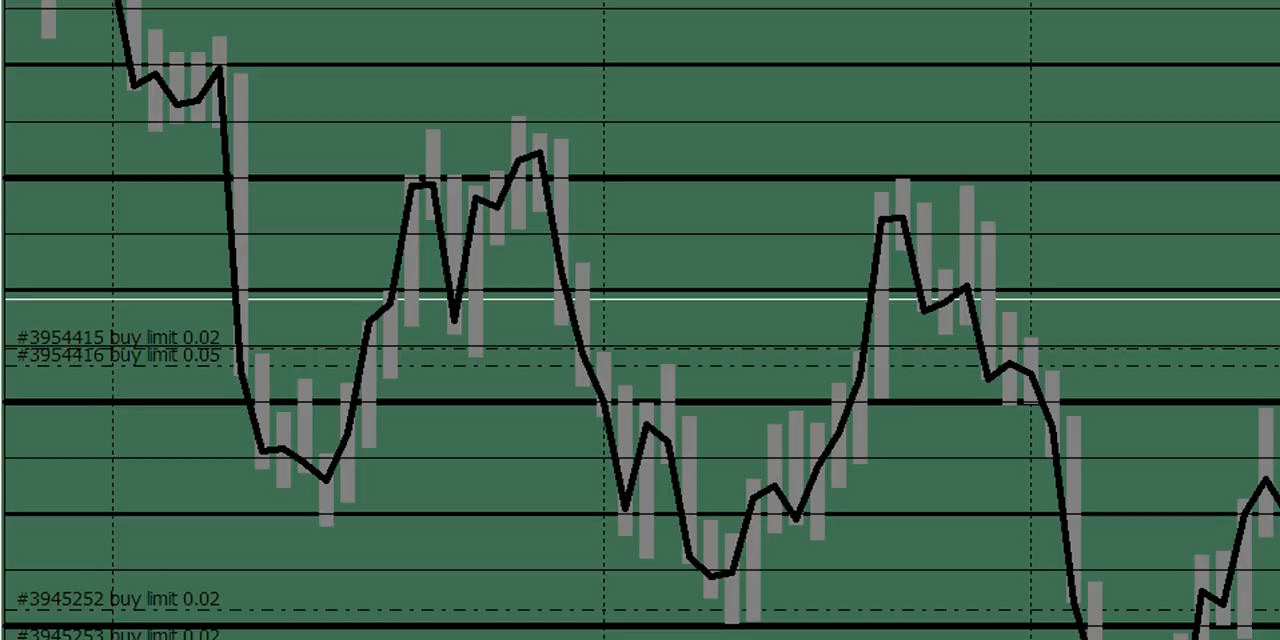 #3954415 buy limit 0.02
#3954416 buy limit 0.05
#3945252 buy limit 0.02
#3945253 buy limit 0.02